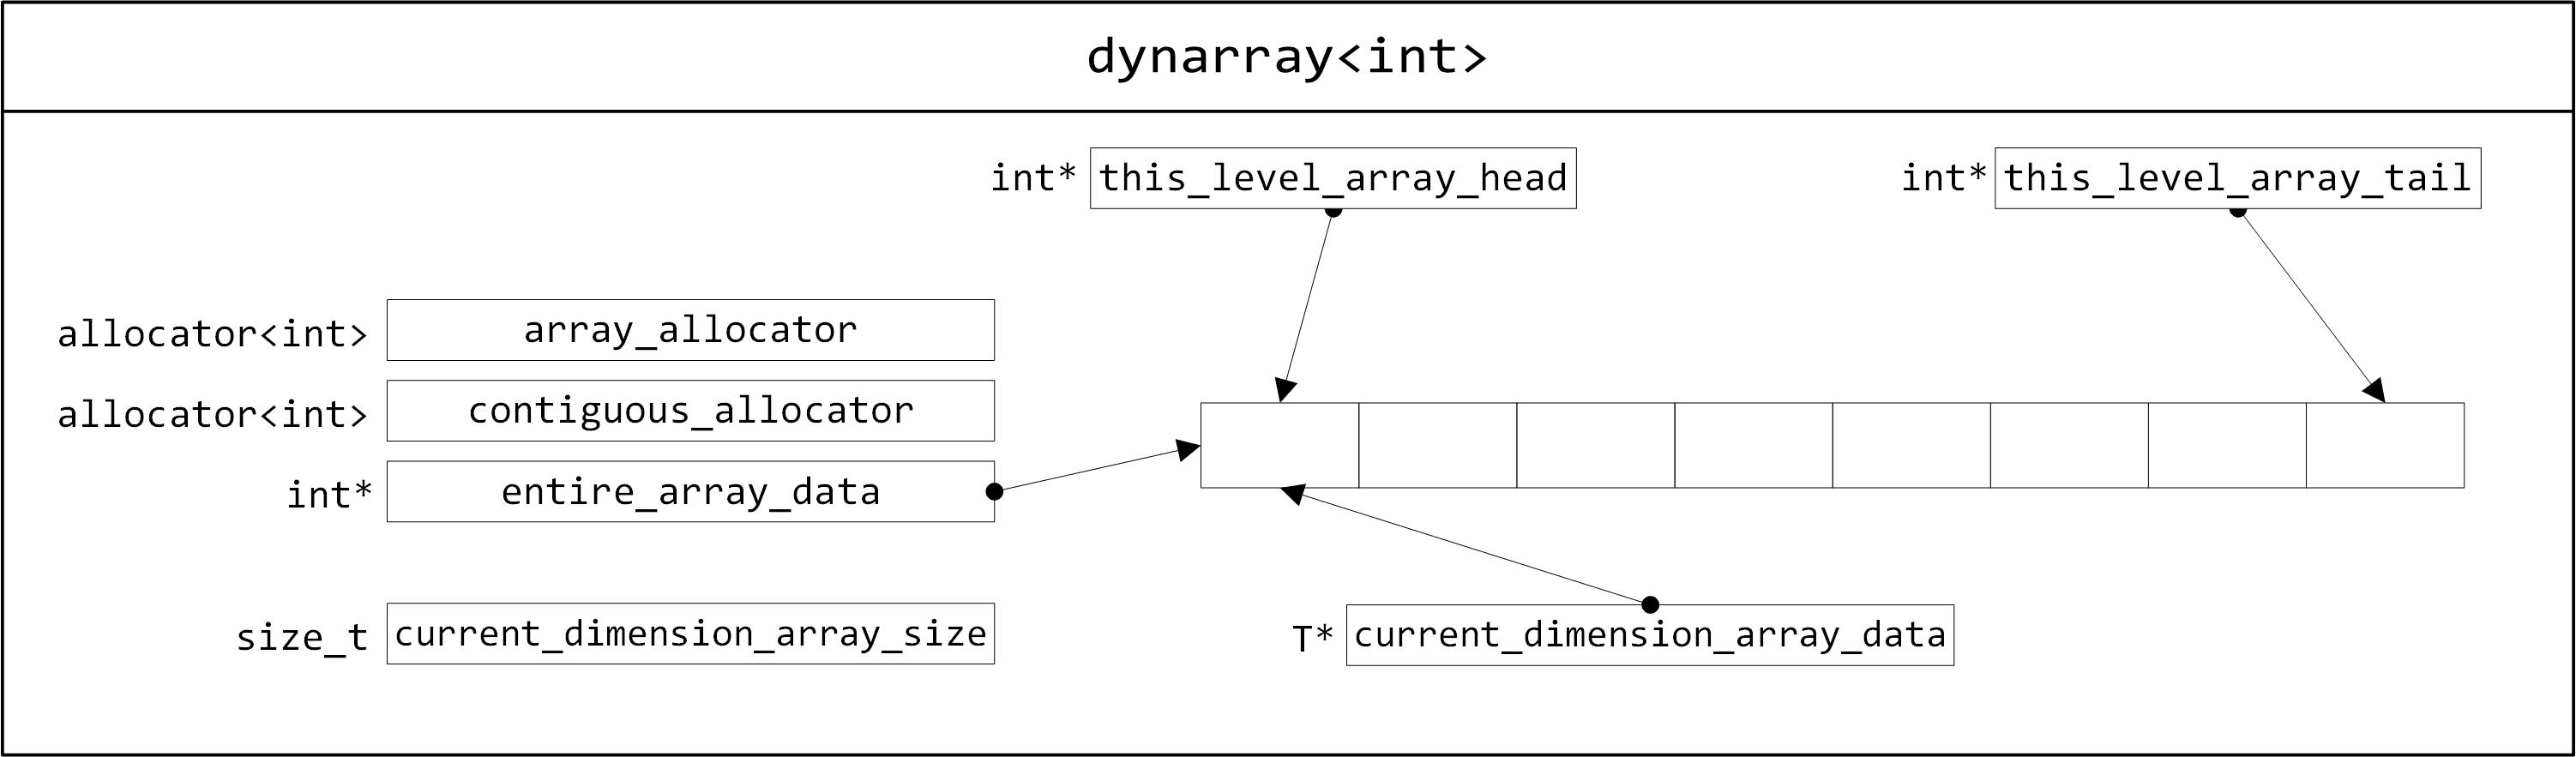 dynarray<int>
int* this_level_array_head
int* this_level_array_tail
allocator<int> array_allocator
allocator<int> contiguous_allocator
int* entire_array_data
size_t current_dimension_array_size
T* current_dimension_array_data